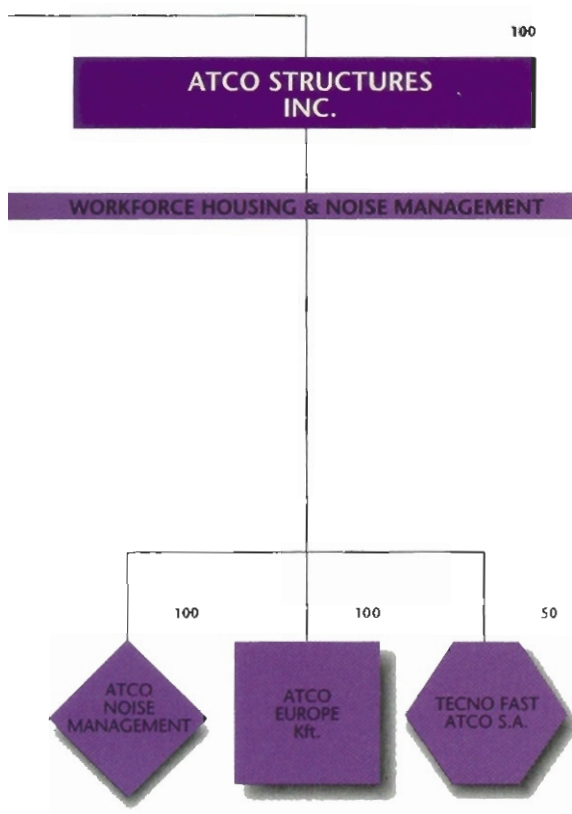 100
ATCO STRUCTURES
INC.
WORKFORCE HOUSING & NOISE MANAGEMENT
100
100
50
ATCO
NOISE
MANAGEMENT
ATCO
EUROPE
Kft.
TECNO FAST
ATCO S.A.